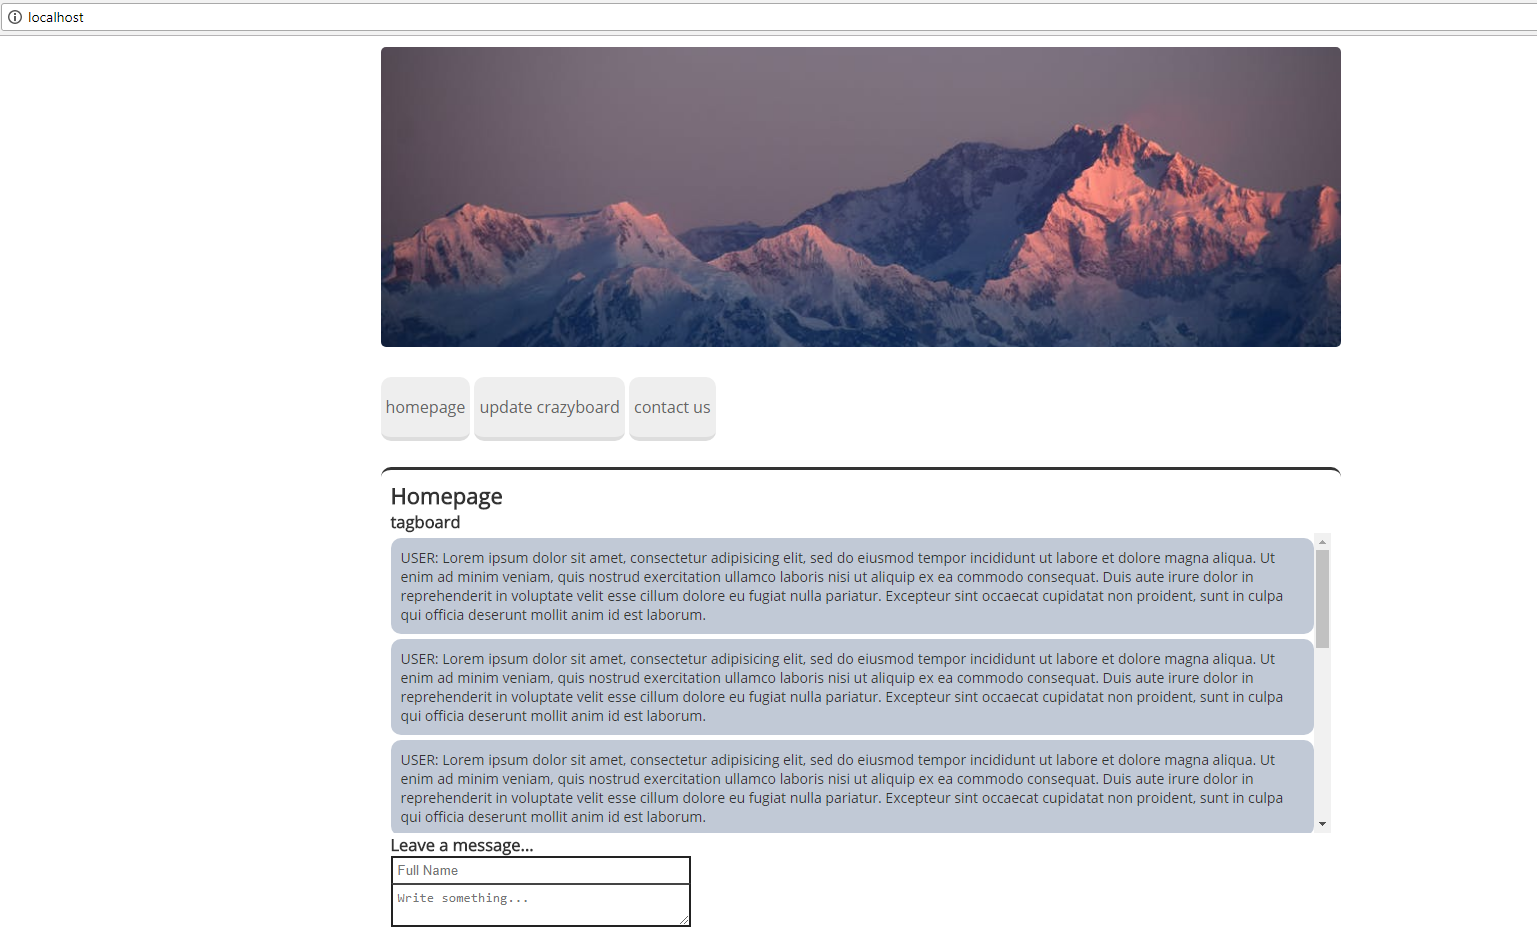 localhost
homepage update crazyboard contact us
Homepage
tagboard
USER: Lorem ipsum dolor sit amet, consectetur adipisicing elit, sed do eiusmod tempor incididunt ut labore et dolore magna aliqua. Ut
enim ad minim veniam, quis nostrud exercitation ullamco laboris nisi ut aliquip ex ea commodo consequat. Duis aute irure dolor in
reprehenderit in voluptate velit esse cillum dolore eu fugiat nulla pariatur. Excepteur sint occaecat cupidatat non proident, sunt in culpa
qui officia deserunt mollit anim id est laborum.
USER: Lorem ipsum dolor sit amet, consectetur adipisicing elit, sed do eiusmod tempor incididunt ut labore et dolore magna aliqua. Ut
enim ad minim veniam, quis nostrud exercitation ullamco laboris nisi ut aliquip ex ea commodo consequat. Duis aute irure dolor in
reprehenderit in voluptate velit esse cillum dolore eu fugiat nulla pariatur. Excepteur sint occaecat cupidatat non proident, sunt in culpa
qui officia deserunt mollit anim id est laborum.
USER: Lorem ipsum dolor sit amet, consectetur adipisicing elit, sed do eiusmod tempor incididunt ut labore et dolore magna aliqua. Ut
enim ad minim veniam, quis nostrud exercitation ullamco laboris nisi ut aliquip ex ea commodo consequat. Duis aute irure dolor in
reprehenderit in voluptate velit esse cillum dolore eu fugiat nulla pariatur. Excepteur sint occaecat cupidatat non proident, sunt in culpa
qui officia deserunt mollit anim id est laborum.
Leave a message...
Full Name
Write something...